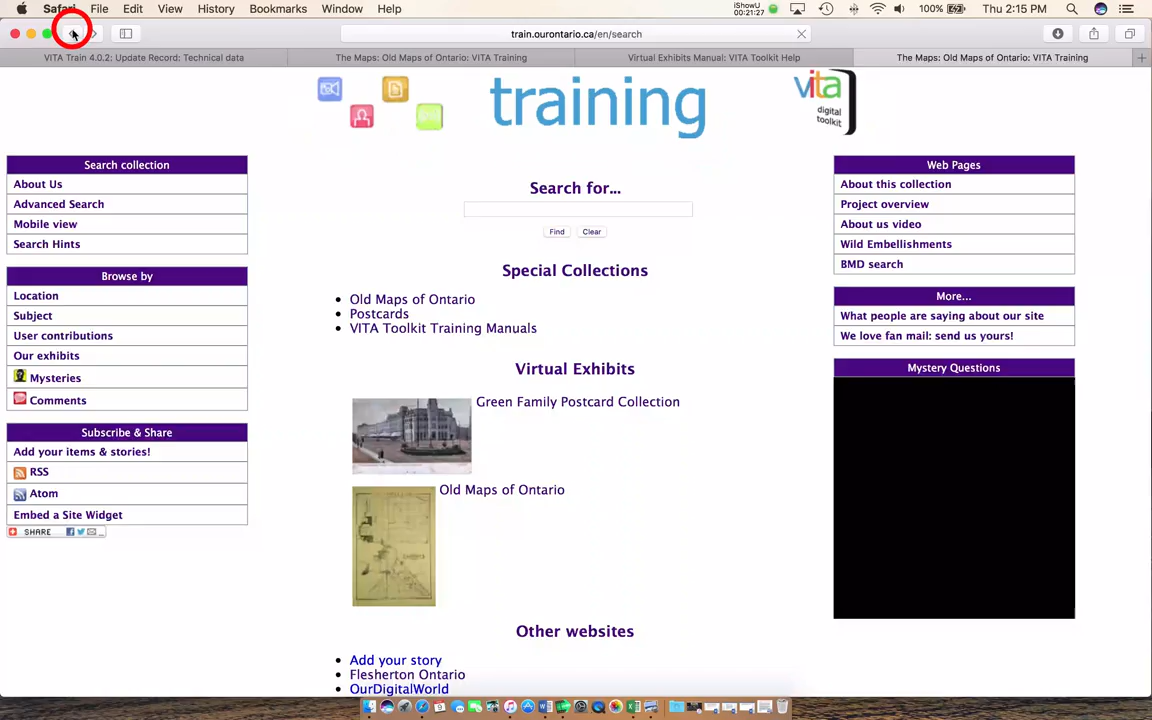 Safari File Edit View History Bookmarks Window Help iShowU 00:21:27 100% Thu 2:15 PM
train.ourontario.ca/en/search
VITA Train 4.0.2: Update Record: Technical data The Maps: Old Maps of Ontario: VITA Training Virtual Exhibits Manual: VITA Toolkit Help The Maps: Old Maps of Ontario: VITA Training
training
vita
digital
toolkit
Search collection
About Us
Advanced Search
Mobile view
Search Hints
Browse by
Location
Subject
User contributions
Our exhibits
Mysteries
Comments
Subscribe & Share
Add your items & stories!
RSS
Atom
Embed a Site Widget
SHARE
Search for...
Find Clear
Special Collections
• Old Maps of Ontario
• Postcards
• VITA Toolkit Training Manuals
Virtual Exhibits
Green Family Postcard Collection
Old Maps of Ontario
Other websites
• Add your story
• Flesherton Ontario
• OurDigitalWorld
Web Pages
About this collection
Project overview
About us video
Wild Embellishments
BMD search
More...
What people are saying about our site
We love fan mail: send us yours!
Mystery Questions